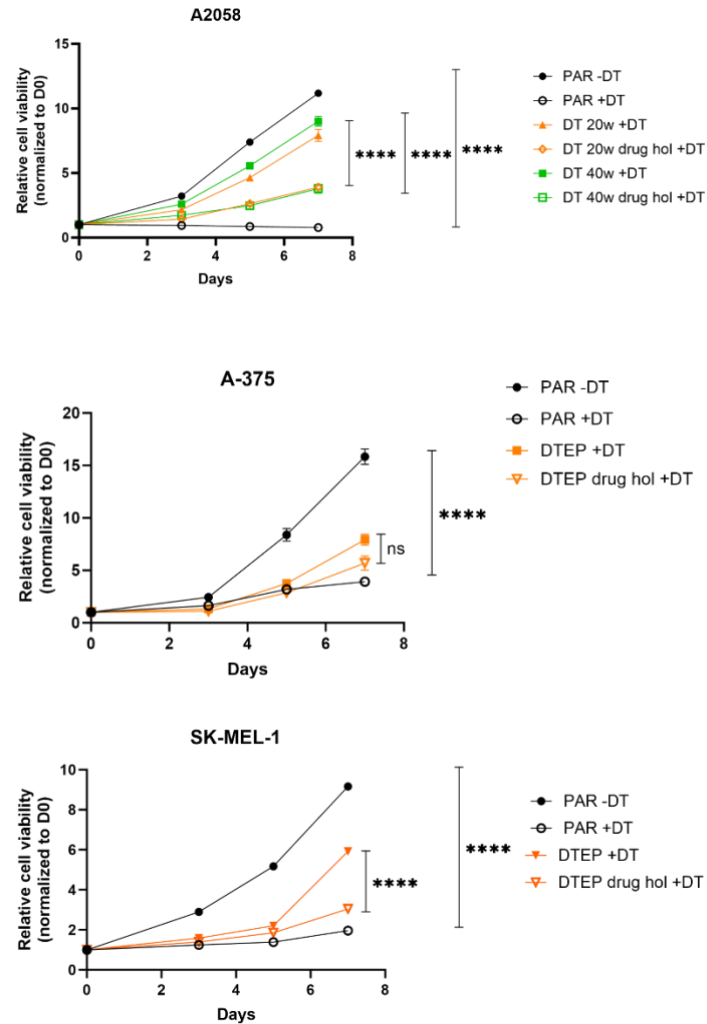 A2058
Relative cell viability
(normalized to D0)
15
10
5
0
0 2 4 6 8
Days
**** **** ****
PAR -DT
PAR +DT
DT 20w +DT
DT 20w drug hol +DT
DT 40w +DT
DT 40w drug hol +DT
A-375
Relative cell viability
(normalized to D0)
20
15
10
5
0
0 2 4 6 8
Days
ns
****
PAR -DT
PAR +DT
DTEP +DT
DTEP drug hol +DT
SK-MEL-1
Relative cell viability
(normalized to D0)
10
8
6
4
2
0
0 2 4 6 8
Days
****
****
PAR -DT
PAR +DT
DTEP +DT
DTEP drug hol +DT